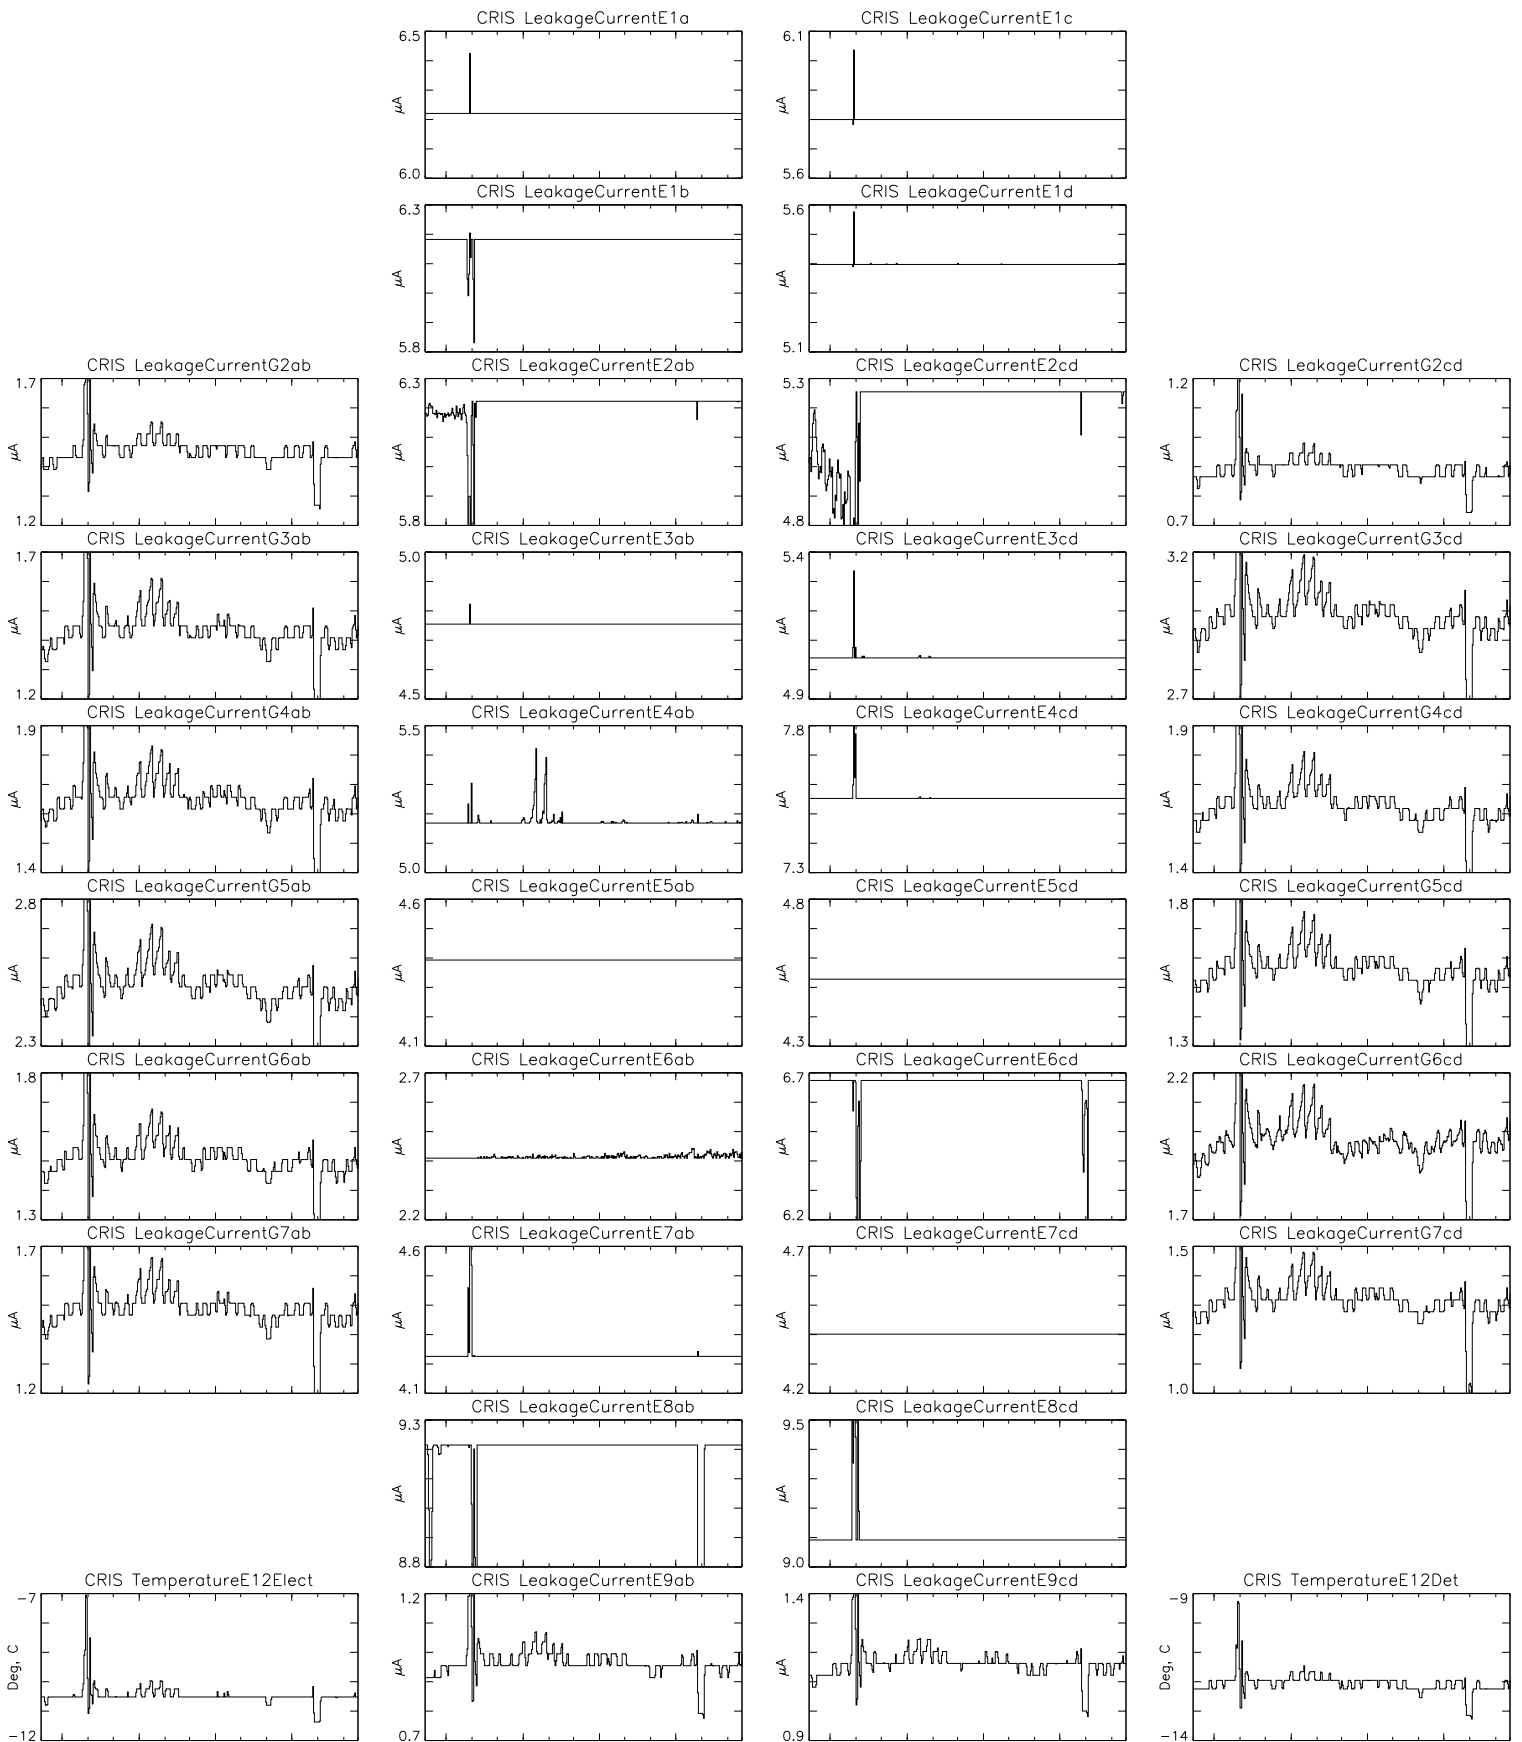 CRIS LeakageCurrentE1a
6.5
μA
6.0
CRIS LeakageCurrentE1c
6.1
μA
5.6
CRIS LeakageCurrentE1b
6.3
μA
5.8
CRIS LeakageCurrentE1d
5.6
μA
5.1
CRIS LeakageCurrentG2ab
1.7
μA
1.2
CRIS LeakageCurrentE2ab
6.3
μA
5.8
CRIS LeakageCurrentE2cd
5.3
μA
4.8
CRIS LeakageCurrentG2cd
1.2
μA
0.7
CRIS LeakageCurrentG3ab
1.7
μA
1.2
CRIS LeakageCurrentE3ab
5.0
μA
4.5
CRIS LeakageCurrentE3cd
5.4
μA
4.9
CRIS LeakageCurrentG3cd
3.2
μA
2.7
CRIS LeakageCurrentG4ab
1.9
μA
1.4
CRIS LeakageCurrentE4ab
5.5
μA
5.0
CRIS LeakageCurrentE4cd
7.8
μA
7.3
CRIS LeakageCurrentG4cd
1.9
μA
1.4
CRIS LeakageCurrentG5ab
2.8
μA
2.3
CRIS LeakageCurrentE5ab
4.6
μA
4.1
CRIS LeakageCurrentE5cd
4.8
μA
4.3
CRIS LeakageCurrentG5cd
1.8
μA
1.3
CRIS LeakageCurrentG6ab
1.8
μA
1.3
CRIS LeakageCurrentE6ab
2.7
μA
2.2
CRIS LeakageCurrentE6cd
6.7
μA
6.2
CRIS LeakageCurrentG6cd
2.2
μA
1.7
CRIS LeakageCurrentG7ab
1.7
μA
1.2
CRIS LeakageCurrentE7ab
4.6
μA
4.1
CRIS LeakageCurrentE7cd
4.7
μA
4.2
CRIS LeakageCurrentG7cd
1.5
μA
1.0
CRIS LeakageCurrentE8ab
9.3
μA
8.8
CRIS LeakageCurrentE8cd
9.5
μA
9.0
CRIS TemperatureE12Elect
−7
Deg, C
−12
CRIS LeakageCurrentE9ab
1.2
μA
0.7
CRIS LeakageCurrentE9cd
1.4
μA
0.9
CRIS TemperatureE12Det
−9
Deg, C
−14